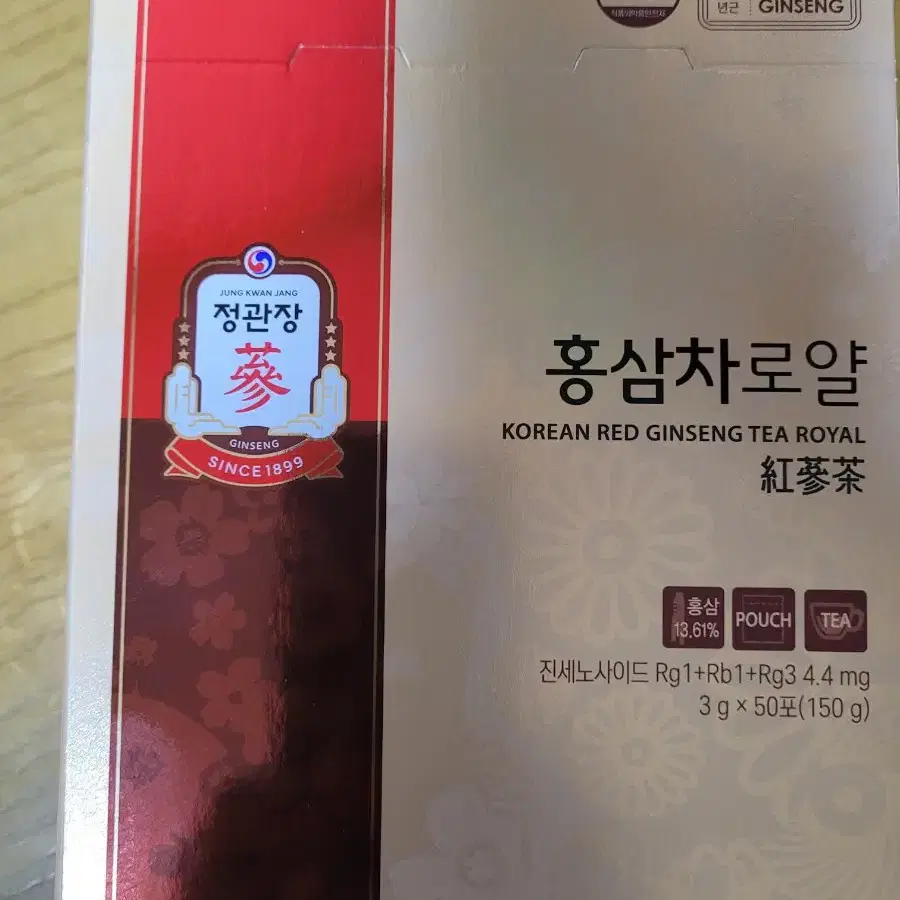 년근 GINSENG
JUNG KWAN JANG
정관장
蔘
GINSENG
SINCE 1899
홍삼차로얄
KOREAN RED GINSENG TEA ROYAL
紅蔘茶
홍삼
13.61%
POUCH
TEA
진세노사이드 Rg1+Rb1+Rg3 4.4 mg
3 g × 50포(150 g)